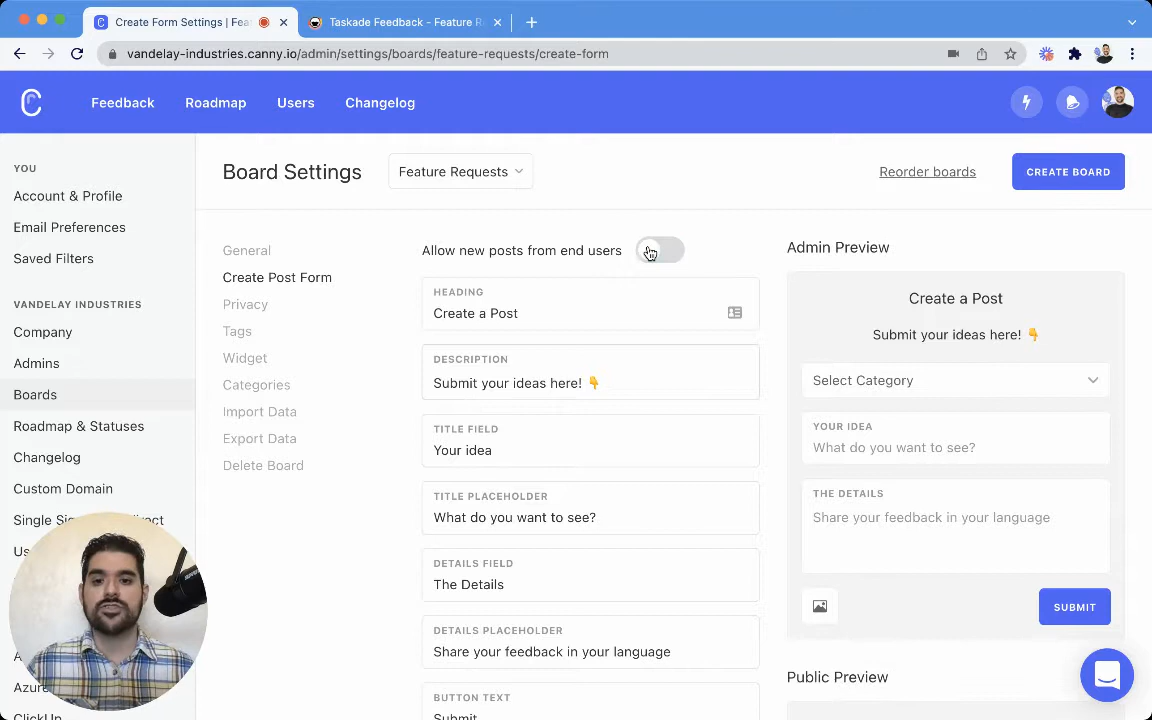 Create Form Settings | Fea
Taskade Feedback - Feature R
vandelay-industries.canny.io/admin/settings/boards/feature-requests/create-form
Feedback
Roadmap
Users
Changelog
YOU
Account & Profile
Email Preferences
Saved Filters
VANDELAY INDUSTRIES
Company
Admins
Boards
Roadmap & Statuses
Changelog
Custom Domain
Single Si
ect
Us
A
Azure
ClickUp
Board Settings
Feature Requests
Reorder boards
CREATE BOARD
General
Create Post Form
Privacy
Tags
Widget
Categories
Import Data
Export Data
Delete Board
Allow new posts from end users
HEADING
Create a Post
DESCRIPTION
Submit your ideas here! 👇
TITLE FIELD
Your idea
TITLE PLACEHOLDER
What do you want to see?
DETAILS FIELD
The Details
DETAILS PLACEHOLDER
Share your feedback in your language
BUTTON TEXT
Submit
Admin Preview
Create a Post
Submit your ideas here! 👇
Select Category
YOUR IDEA
What do you want to see?
THE DETAILS
Share your feedback in your language
SUBMIT
Public Preview